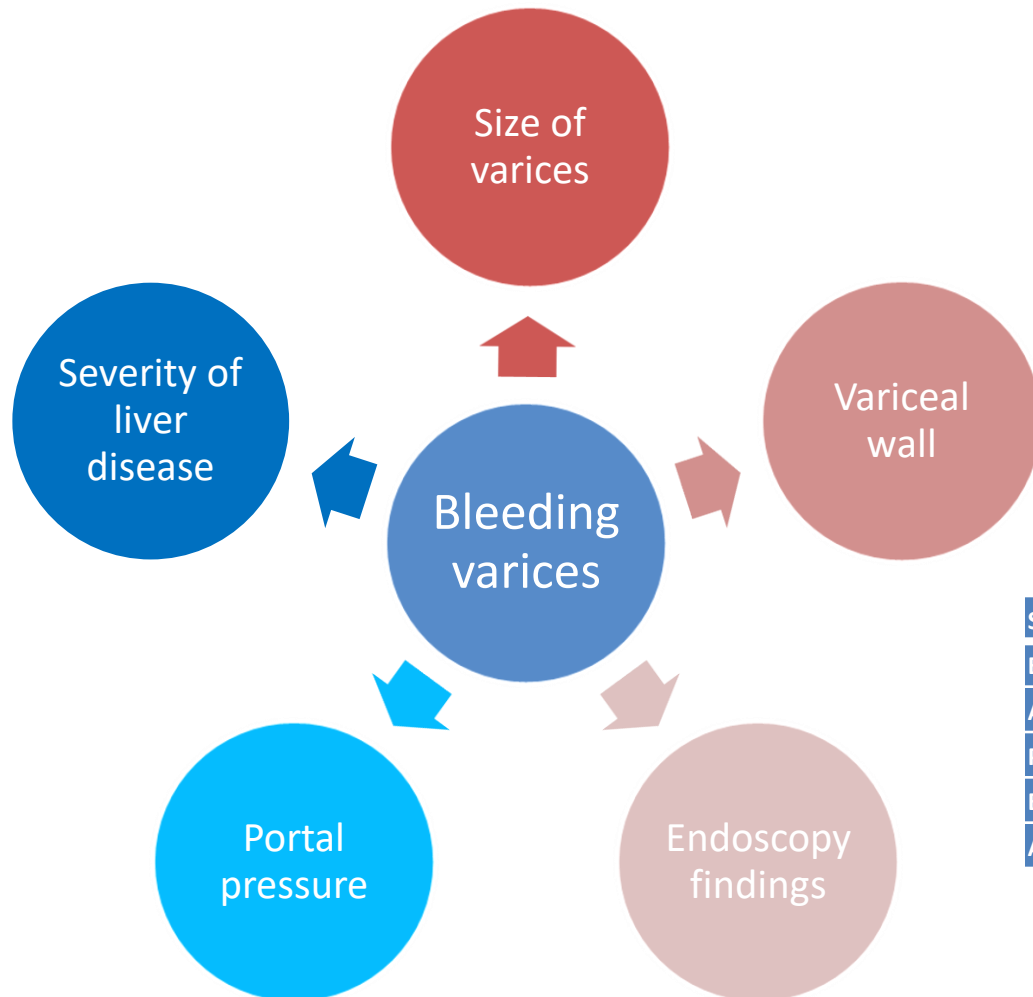 Size of
varices
Severity of
liver
disease
Variceal
wall
Bleeding
varices
Portal
pressure
Endoscopy
findings